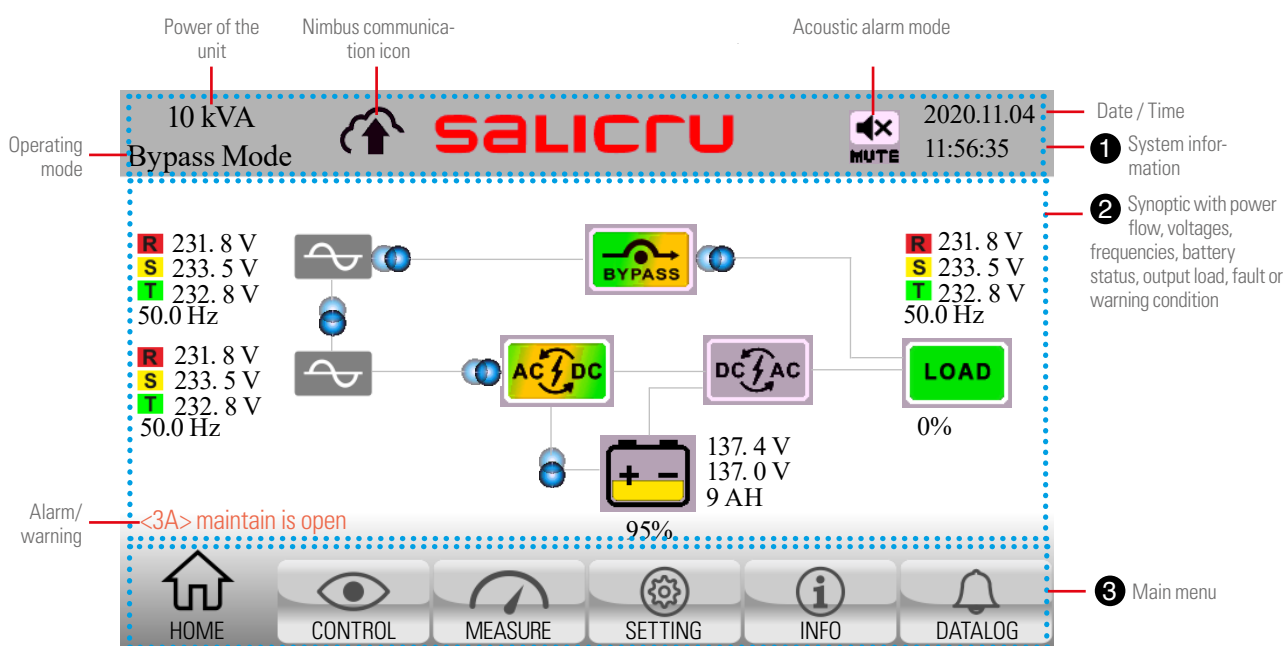 Power of the
unit
Nimbus communica-
tion icon
Acoustic alarm mode
10 kVA
Bypass Mode
salicru
MUTE
2020.11.04
11:56:35
Date / Time
Operating
mode
1 System infor-
mation
2 Synoptic with power
flow, voltages,
frequencies, battery
status, output load, fault or
warning condition
R 231. 8 V
S 233. 5 V
T 232. 8 V
50.0 Hz
BYPASS
R 231. 8 V
S 233. 5 V
T 232. 8 V
50.0 Hz
R 231. 8 V
S 233. 5 V
T 232. 8 V
50.0 Hz
AC DC
DC AC
LOAD
0%
+ -
137. 4 V
137. 0 V
9 AH
95%
Alarm/
warning
<3A> maintain is open
HOME
CONTROL
MEASURE
SETTING
INFO
DATALOG
3 Main menu